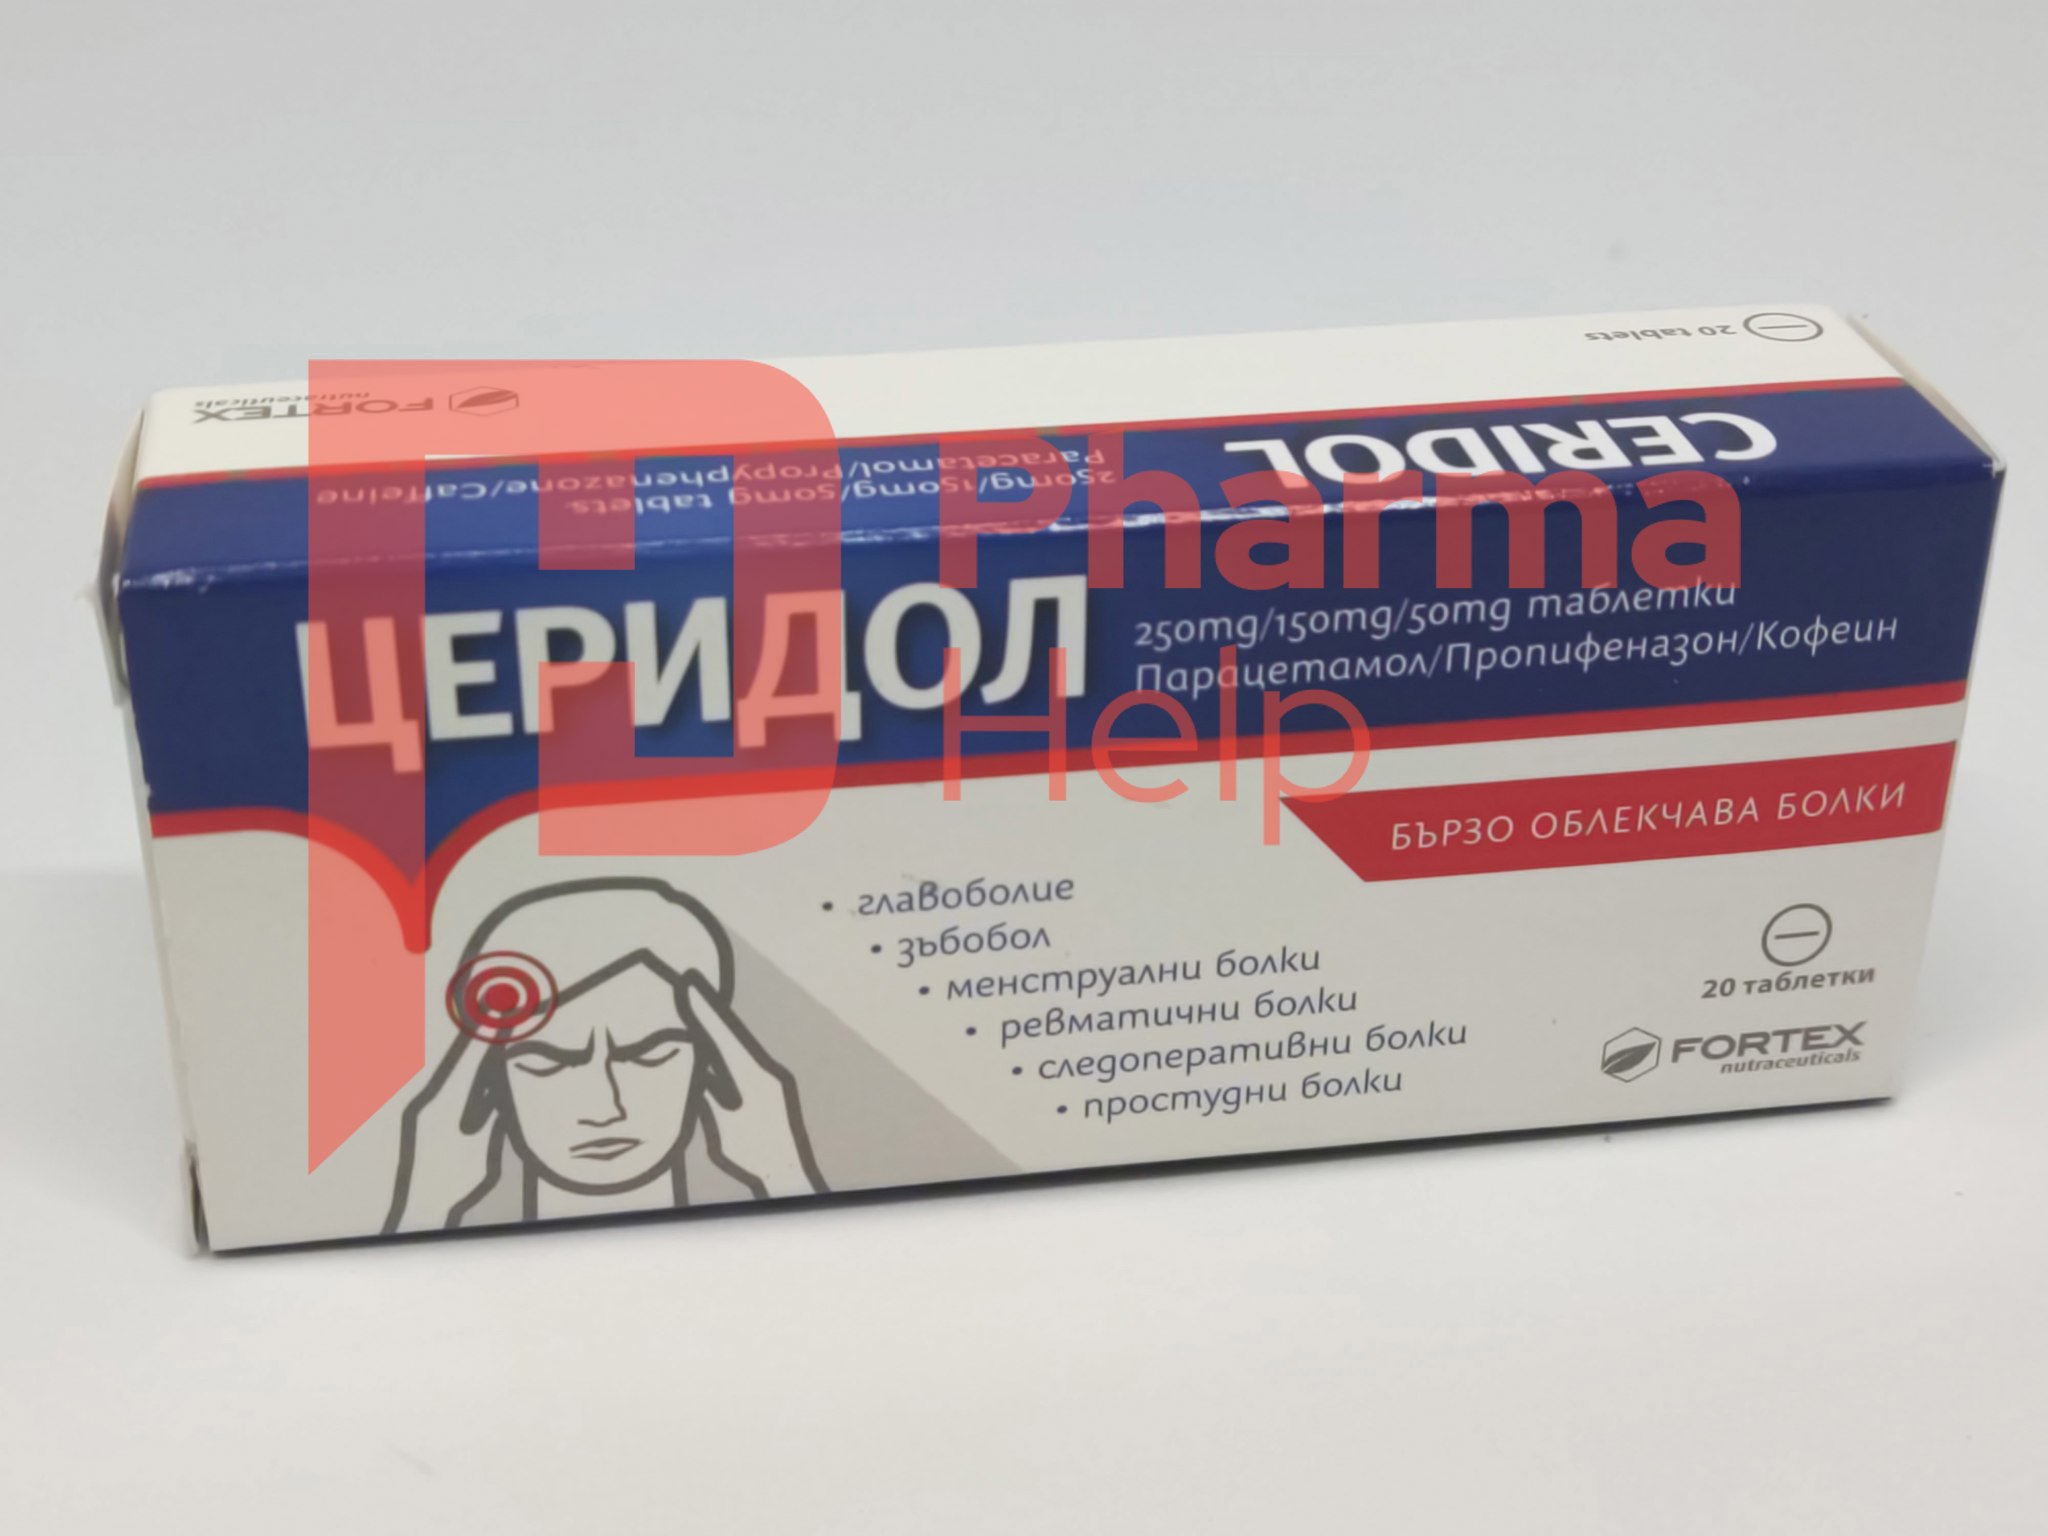 20 tablets
FORTEX
nutraceuticals
CERIDOL
Paracetamol/Propyphenazone/Caffeine
250mg/150mg/50mg tablets
Pharma
Help
ЦЕРИДОЛ
250mg/150mg/50mg таблетки
Парацетамол/Пропифеназон/Кофеин
БЪРЗО ОБЛЕКЧАВА БОЛКИ
• главоболие
• зъбобол
• менструални болки
• ревматични болки
• следоперативни болки
• простудни болки
20 таблетки
FORTEX
nutraceuticals